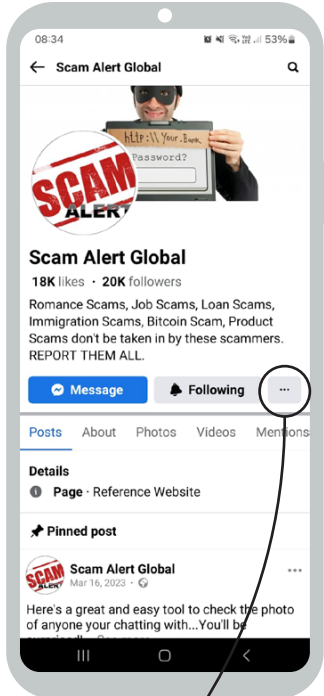 08:34 53%
Scam Alert Global
http:\\Your.Bank
Password?
SCAM
ALERT
Scam Alert Global
18K likes · 20K followers
Romance Scams, Job Scams, Loan Scams,
Immigration Scams, Bitcoin Scam, Product
Scams don't be taken in by these scammers.
REPORT THEM ALL.
Message Following ...
Posts About Photos Videos Mentions
Details
Page · Reference Website
Pinned post
SCAM
ALERT
Scam Alert Global
Mar 16, 2023 ·
Here's a great and easy tool to check the photo
of anyone your chatting with...You'll be